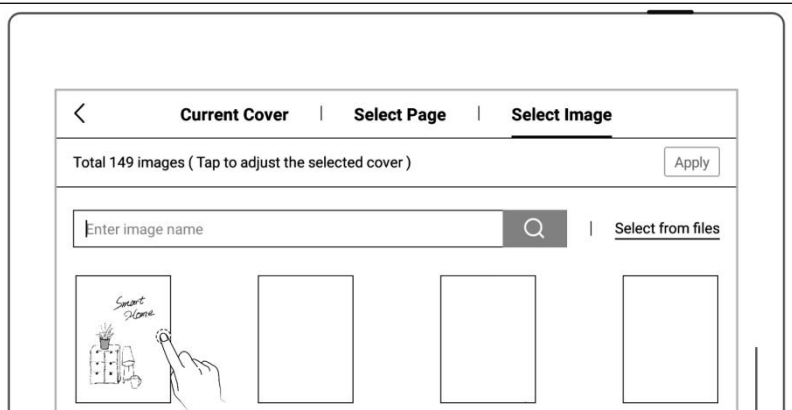 Current Cover | Select Page | Select Image
Total 149 images ( Tap to adjust the selected cover )
Apply
Enter image name
| Select from files
Smart
Home